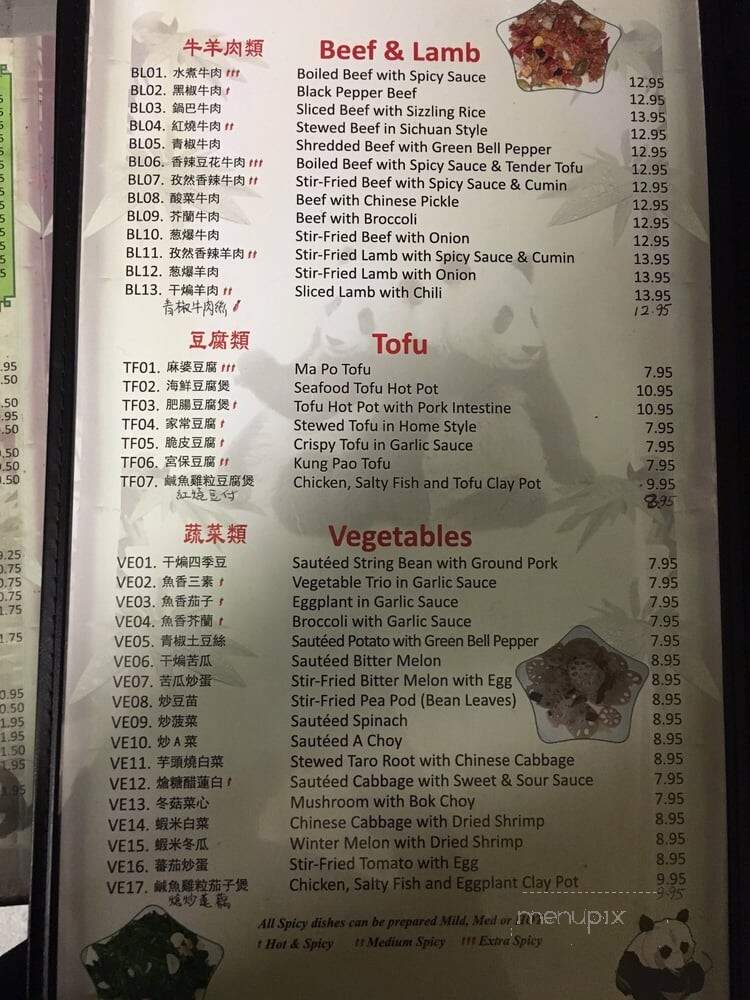 牛羊肉類 Beef & Lamb
BL01. 水煮牛肉 Boiled Beef with Spicy Sauce 12.95
BL02. 黑椒牛肉 Black Pepper Beef 12.95
BL03. 鍋巴牛肉 Sliced Beef with Sizzling Rice 13.95
BL04. 紅燒牛肉 Stewed Beef in Sichuan Style 12.95
BL05. 青椒牛肉 Shredded Beef with Green Bell Pepper 12.95
BL06. 香辣豆花牛肉 Boiled Beef with Spicy Sauce & Tender Tofu 12.95
BL07. 孜然香辣牛肉 Stir-Fried Beef with Spicy Sauce & Cumin 12.95
BL08. 酸菜牛肉 Beef with Chinese Pickle 12.95
BL09. 芥蘭牛肉 Beef with Broccoli 12.95
BL10. 葱爆牛肉 Stir-Fried Beef with Onion 12.95
BL11. 孜然香辣羊肉 Stir-Fried Lamb with Spicy Sauce & Cumin 13.95
BL12. 葱爆羊肉 Stir-Fried Lamb with Onion 13.95
BL13. 干煸羊肉 Sliced Lamb with Chili 13.95
青椒牛肉絲 12.95
豆腐類 Tofu
TF01. 麻婆豆腐 Ma Po Tofu 7.95
TF02. 海鮮豆腐煲 Seafood Tofu Hot Pot 10.95
TF03. 肥腸豆腐煲 Tofu Hot Pot with Pork Intestine 10.95
TF04. 家常豆腐 Stewed Tofu in Home Style 7.95
TF05. 脆皮豆腐 Crispy Tofu in Garlic Sauce 7.95
TF06. 宮保豆腐 Kung Pao Tofu 7.95
TF07. 鹹魚雞粒豆腐煲 Chicken, Salty Fish and Tofu Clay Pot 9.95
紅燒豆付 8.95
蔬菜類 Vegetables
VE01. 干煸四季豆 Sautéed String Bean with Ground Pork 7.95
VE02. 魚香三素 Vegetable Trio in Garlic Sauce 7.95
VE03. 魚香茄子 Eggplant in Garlic Sauce 7.95
VE04. 魚香芥蘭 Broccoli with Garlic Sauce 7.95
VE05. 青椒土豆絲 Sautéed Potato with Green Bell Pepper 7.95
VE06. 干煸苦瓜 Sautéed Bitter Melon 8.95
VE07. 苦瓜炒蛋 Stir-Fried Bitter Melon with Egg 8.95
VE08. 炒豆苗 Stir-Fried Pea Pod (Bean Leaves) 8.95
VE09. 炒菠菜 Sautéed Spinach 8.95
VE10. 炒A菜 Sautéed A Choy 8.95
VE11. 芋頭燒白菜 Stewed Taro Root with Chinese Cabbage 8.95
VE12. 熗糖醋蓮白 Sautéed Cabbage with Sweet & Sour Sauce 7.95
VE13. 冬菇菜心 Mushroom with Bok Choy 7.95
VE14. 蝦米白菜 Chinese Cabbage with Dried Shrimp 8.95
VE15. 蝦米冬瓜 Winter Melon with Dried Shrimp 8.95
VE16. 蕃茄炒蛋 Stir-Fried Tomato with Egg 8.95
VE17. 鹹魚雞粒茄子煲 Chicken, Salty Fish and Eggplant Clay Pot 9.95
9.95
All Spicy dishes can be prepared Mild, Med or
Hot & Spicy Medium Spicy Extra Spicy
menupix